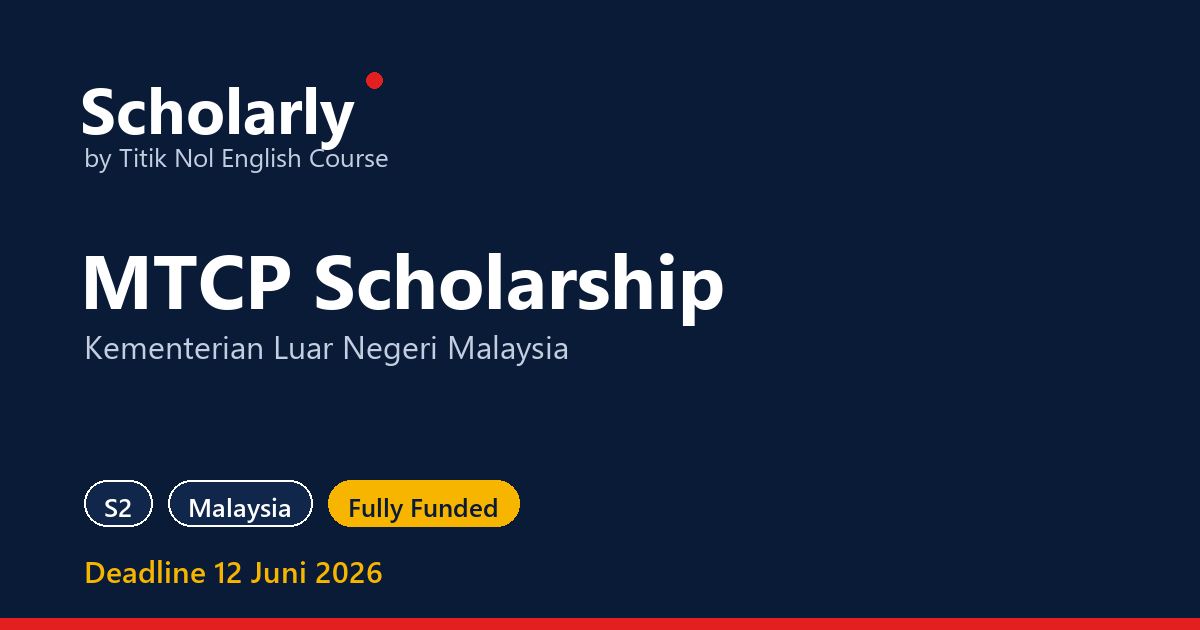 Scholarly
by Titik Nol English Course
MTCP Scholarship
Kementerian Luar Negeri Malaysia
S2 Malaysia Fully Funded
Deadline 12 Juni 2026